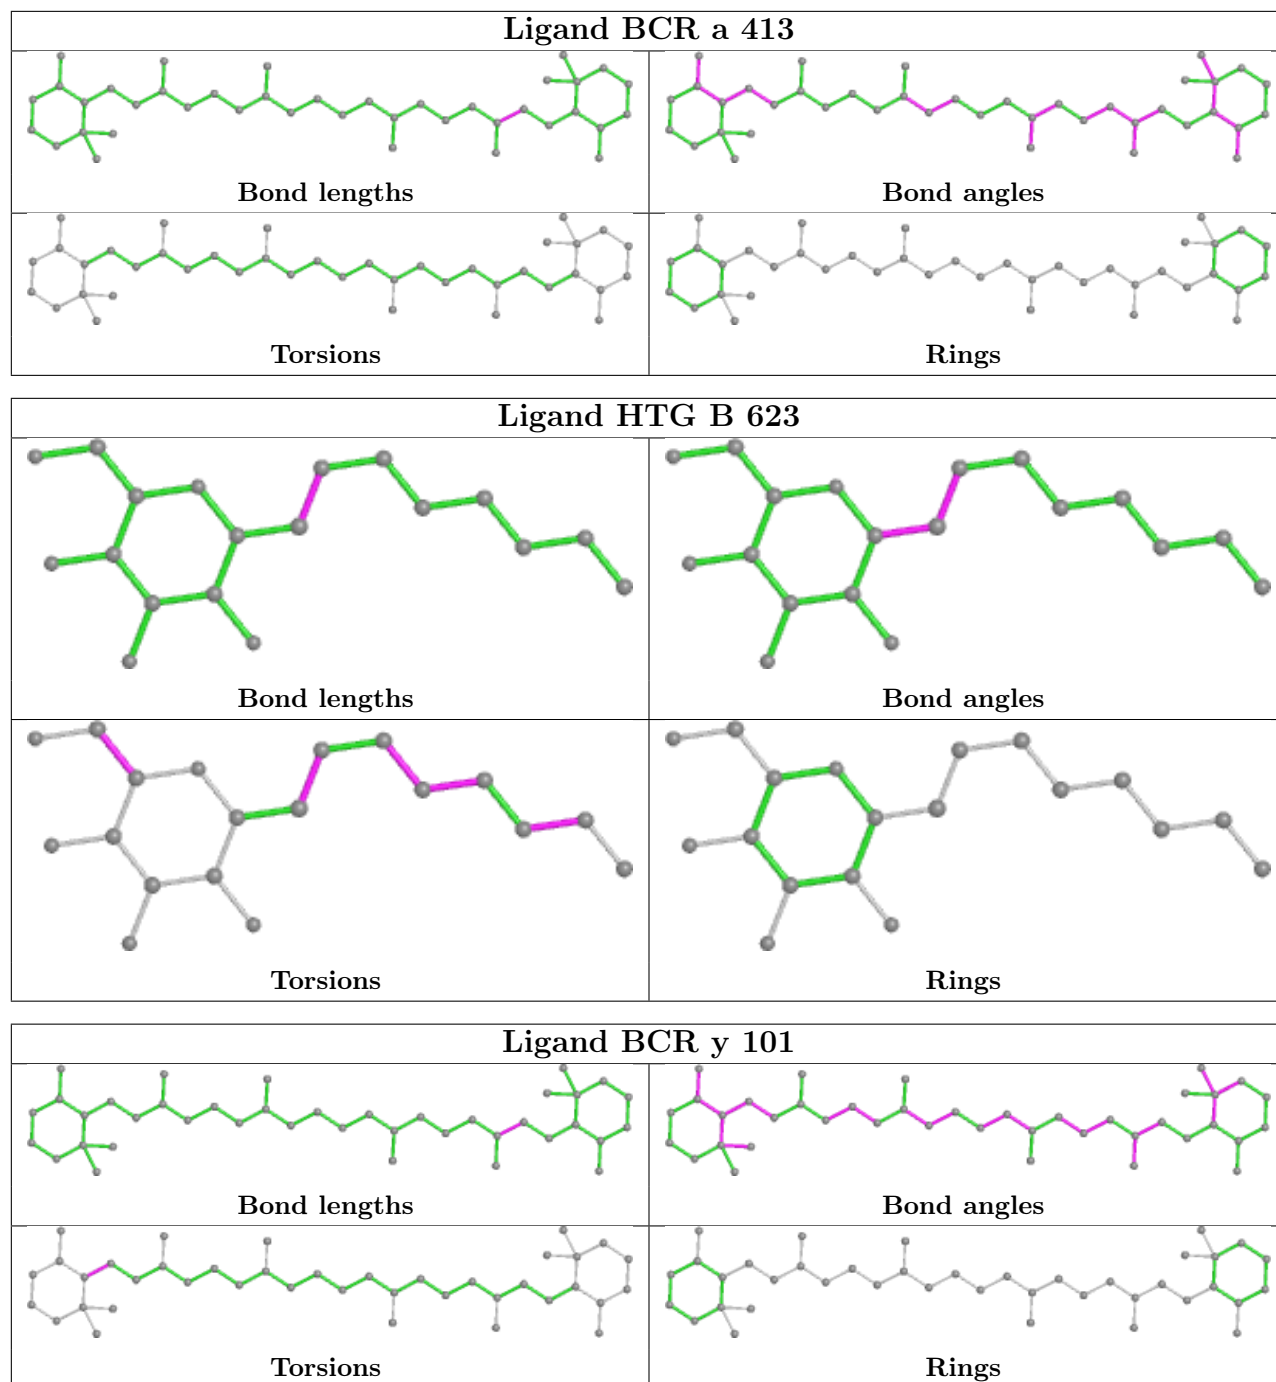 Ligand BCR a 413
Bond lengths
Bond angles
Torsions
Rings
Ligand HTG B 623
Bond lengths
Bond angles
Torsions
Rings
Ligand BCR y 101
Bond lengths
Bond angles
Torsions
Rings